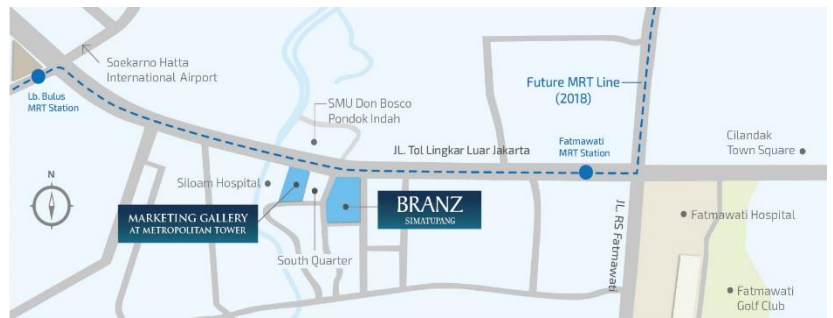 Soekarno Hatta
International Airport
Lb. Bulus
MRT Station
SMU Don Bosco
Pondok Indah
Future MRT Line
(2018)
JL. Tol Lingkar Luar Jakarta
Fatmawati
MRT Station
Cilandak
Town Square
N
Siloam Hospital
MARKETING GALLERY
AT METROPOLITAN TOWER
BRANZ
SIMATUPANG
South Quarter
JL. RS Fatmawati
Fatmawati Hospital
Fatmawati
Golf Club